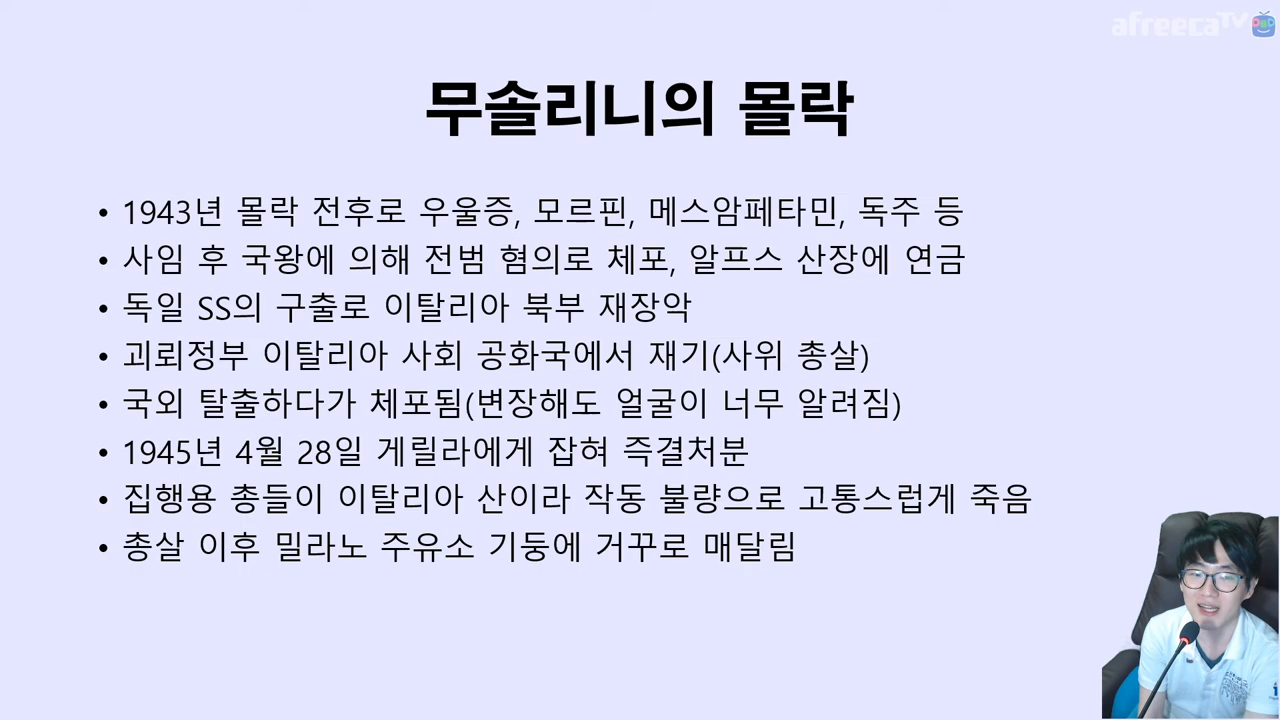 afreecaTV
무솔리니의 몰락
• 1943년 몰락 전후로 우울증, 모르핀, 메스암페타민, 독주 등
• 사임 후 국왕에 의해 전범 혐의로 체포, 알프스 산장에 연금
• 독일 SS의 구출로 이탈리아 북부 재장악
• 괴뢰정부 이탈리아 사회 공화국에서 재기(사위 총살)
• 국외 탈출하다가 체포됨(변장해도 얼굴이 너무 알려짐)
• 1945년 4월 28일 게릴라에게 잡혀 즉결처분
• 집행용 총들이 이탈리아 산이라 작동 불량으로 고통스럽게 죽음
• 총살 이후 밀라노 주유소 기둥에 거꾸로 매달림